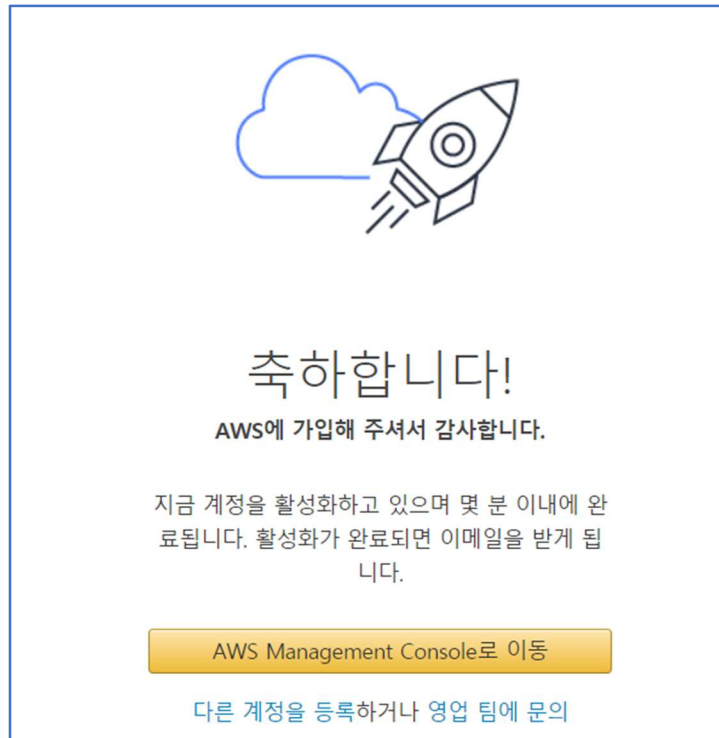 축하합니다!
AWS에 가입해 주셔서 감사합니다.
지금 계정을 활성화하고 있으며 몇 분 이내에 완
료됩니다. 활성화가 완료되면 이메일을 받게 됩
니다.
AWS Management Console로 이동
다른 계정을 등록하거나 영업 팀에 문의